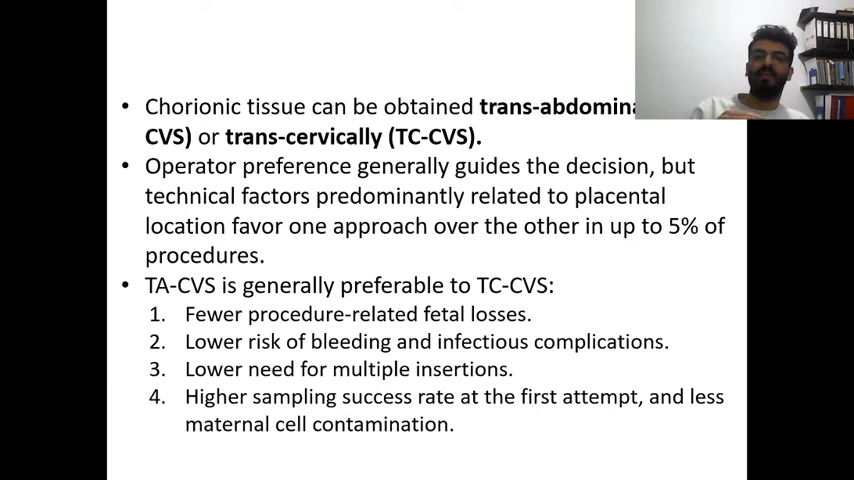 • Chorionic tissue can be obtained
CVS) or trans-cervically (TC-CVS).
• Operator preference generally guides the decision, but
technical factors predominantly related to placental
location favor one approach over the other in up to 5% of
procedures.
• TA-CVS is generally preferable to TC-CVS:
1. Fewer procedure-related fetal losses.
2. Lower risk of bleeding and infectious complications.
3. Lower need for multiple insertions.
4. Higher sampling success rate at the first attempt, and less
maternal cell contamination.